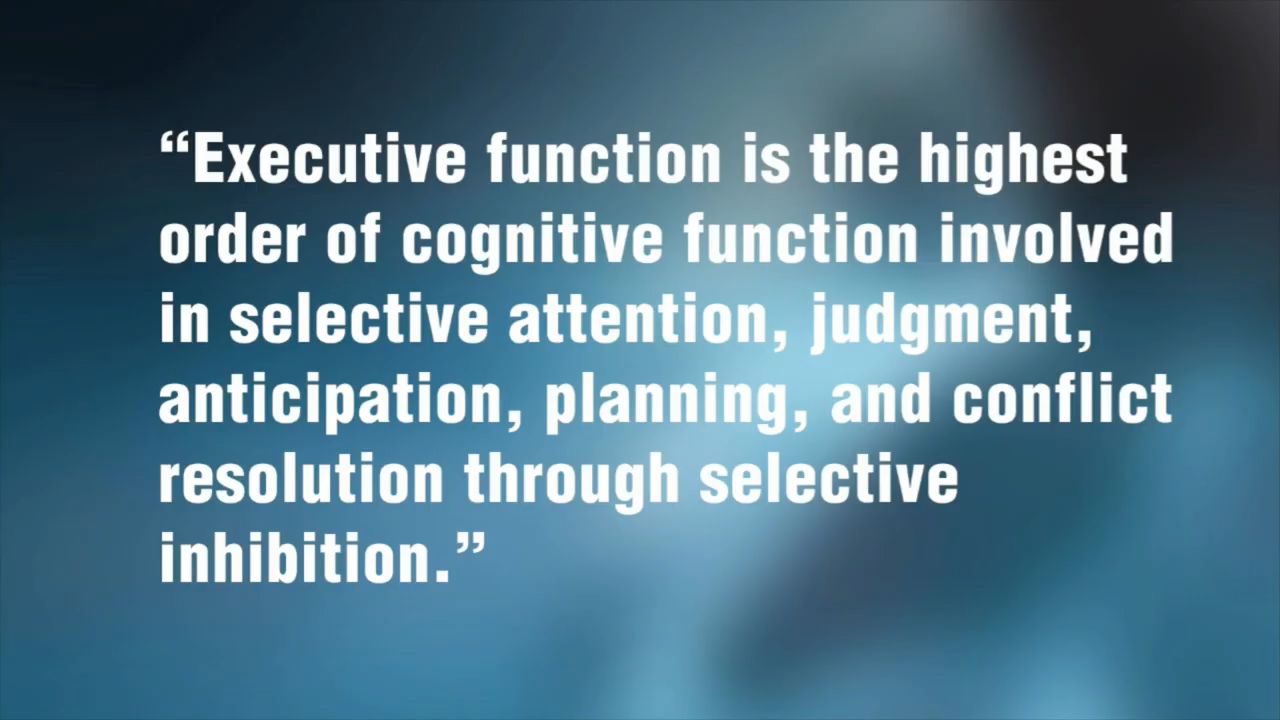 “Executive function is the highest
order of cognitive function involved
in selective attention, judgment,
anticipation, planning, and conflict
resolution through selective
inhibition.”